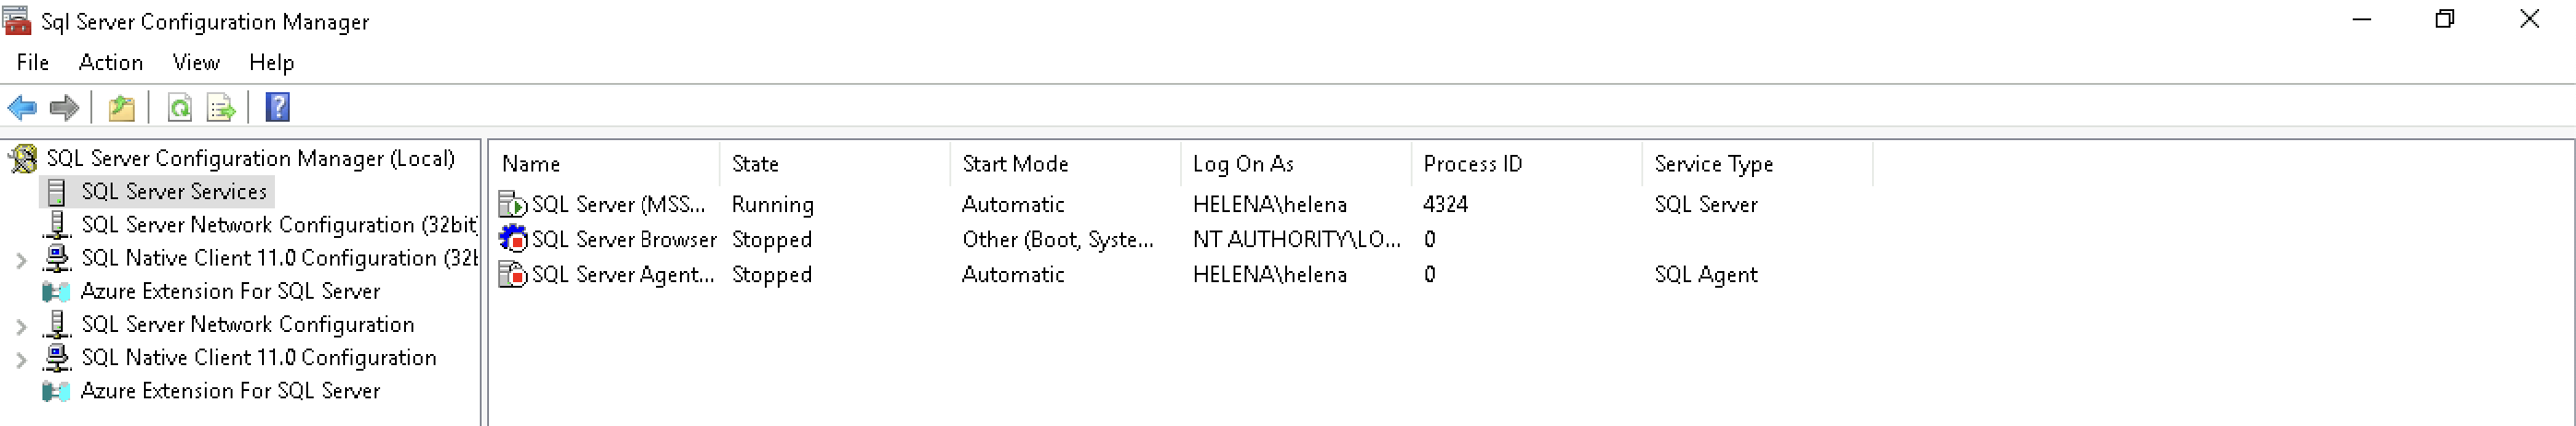 Sql Server Configuration Manager
File Action View Help
SQL Server Configuration Manager (Local)
SQL Server Services
SQL Server Network Configuration (32bit
SQL Native Client 11.0 Configuration (32b
Azure Extension For SQL Server
SQL Server Network Configuration
SQL Native Client 11.0 Configuration
Azure Extension For SQL Server
Name State Start Mode Log On As Process ID Service Type
SQL Server (MSS... Running Automatic HELENA\helena 4324 SQL Server
SQL Server Browser Stopped Other (Boot, Syste... NT AUTHORITY\LO... 0
SQL Server Agent... Stopped Automatic HELENA\helena 0 SQL Agent